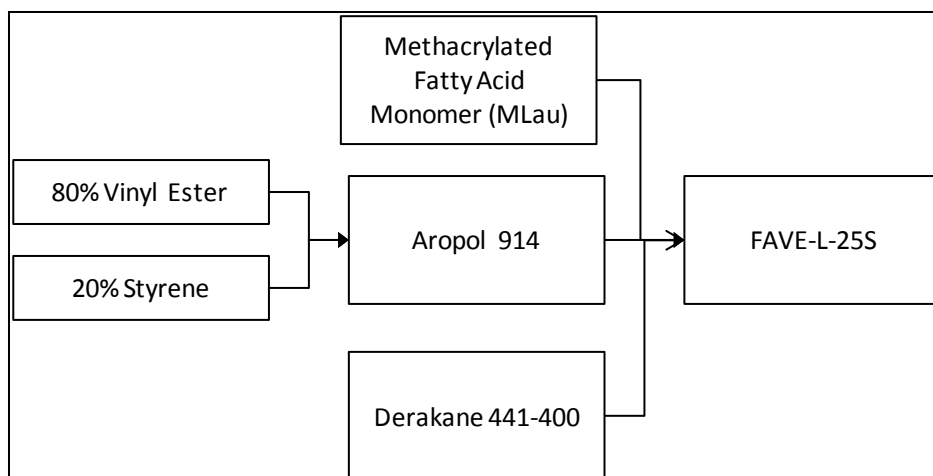 Methacrylated
Fatty Acid
Monomer (MLau)
80% Vinyl Ester
20% Styrene
Aropol 914
FAVE-L-25S
Derakane 441-400